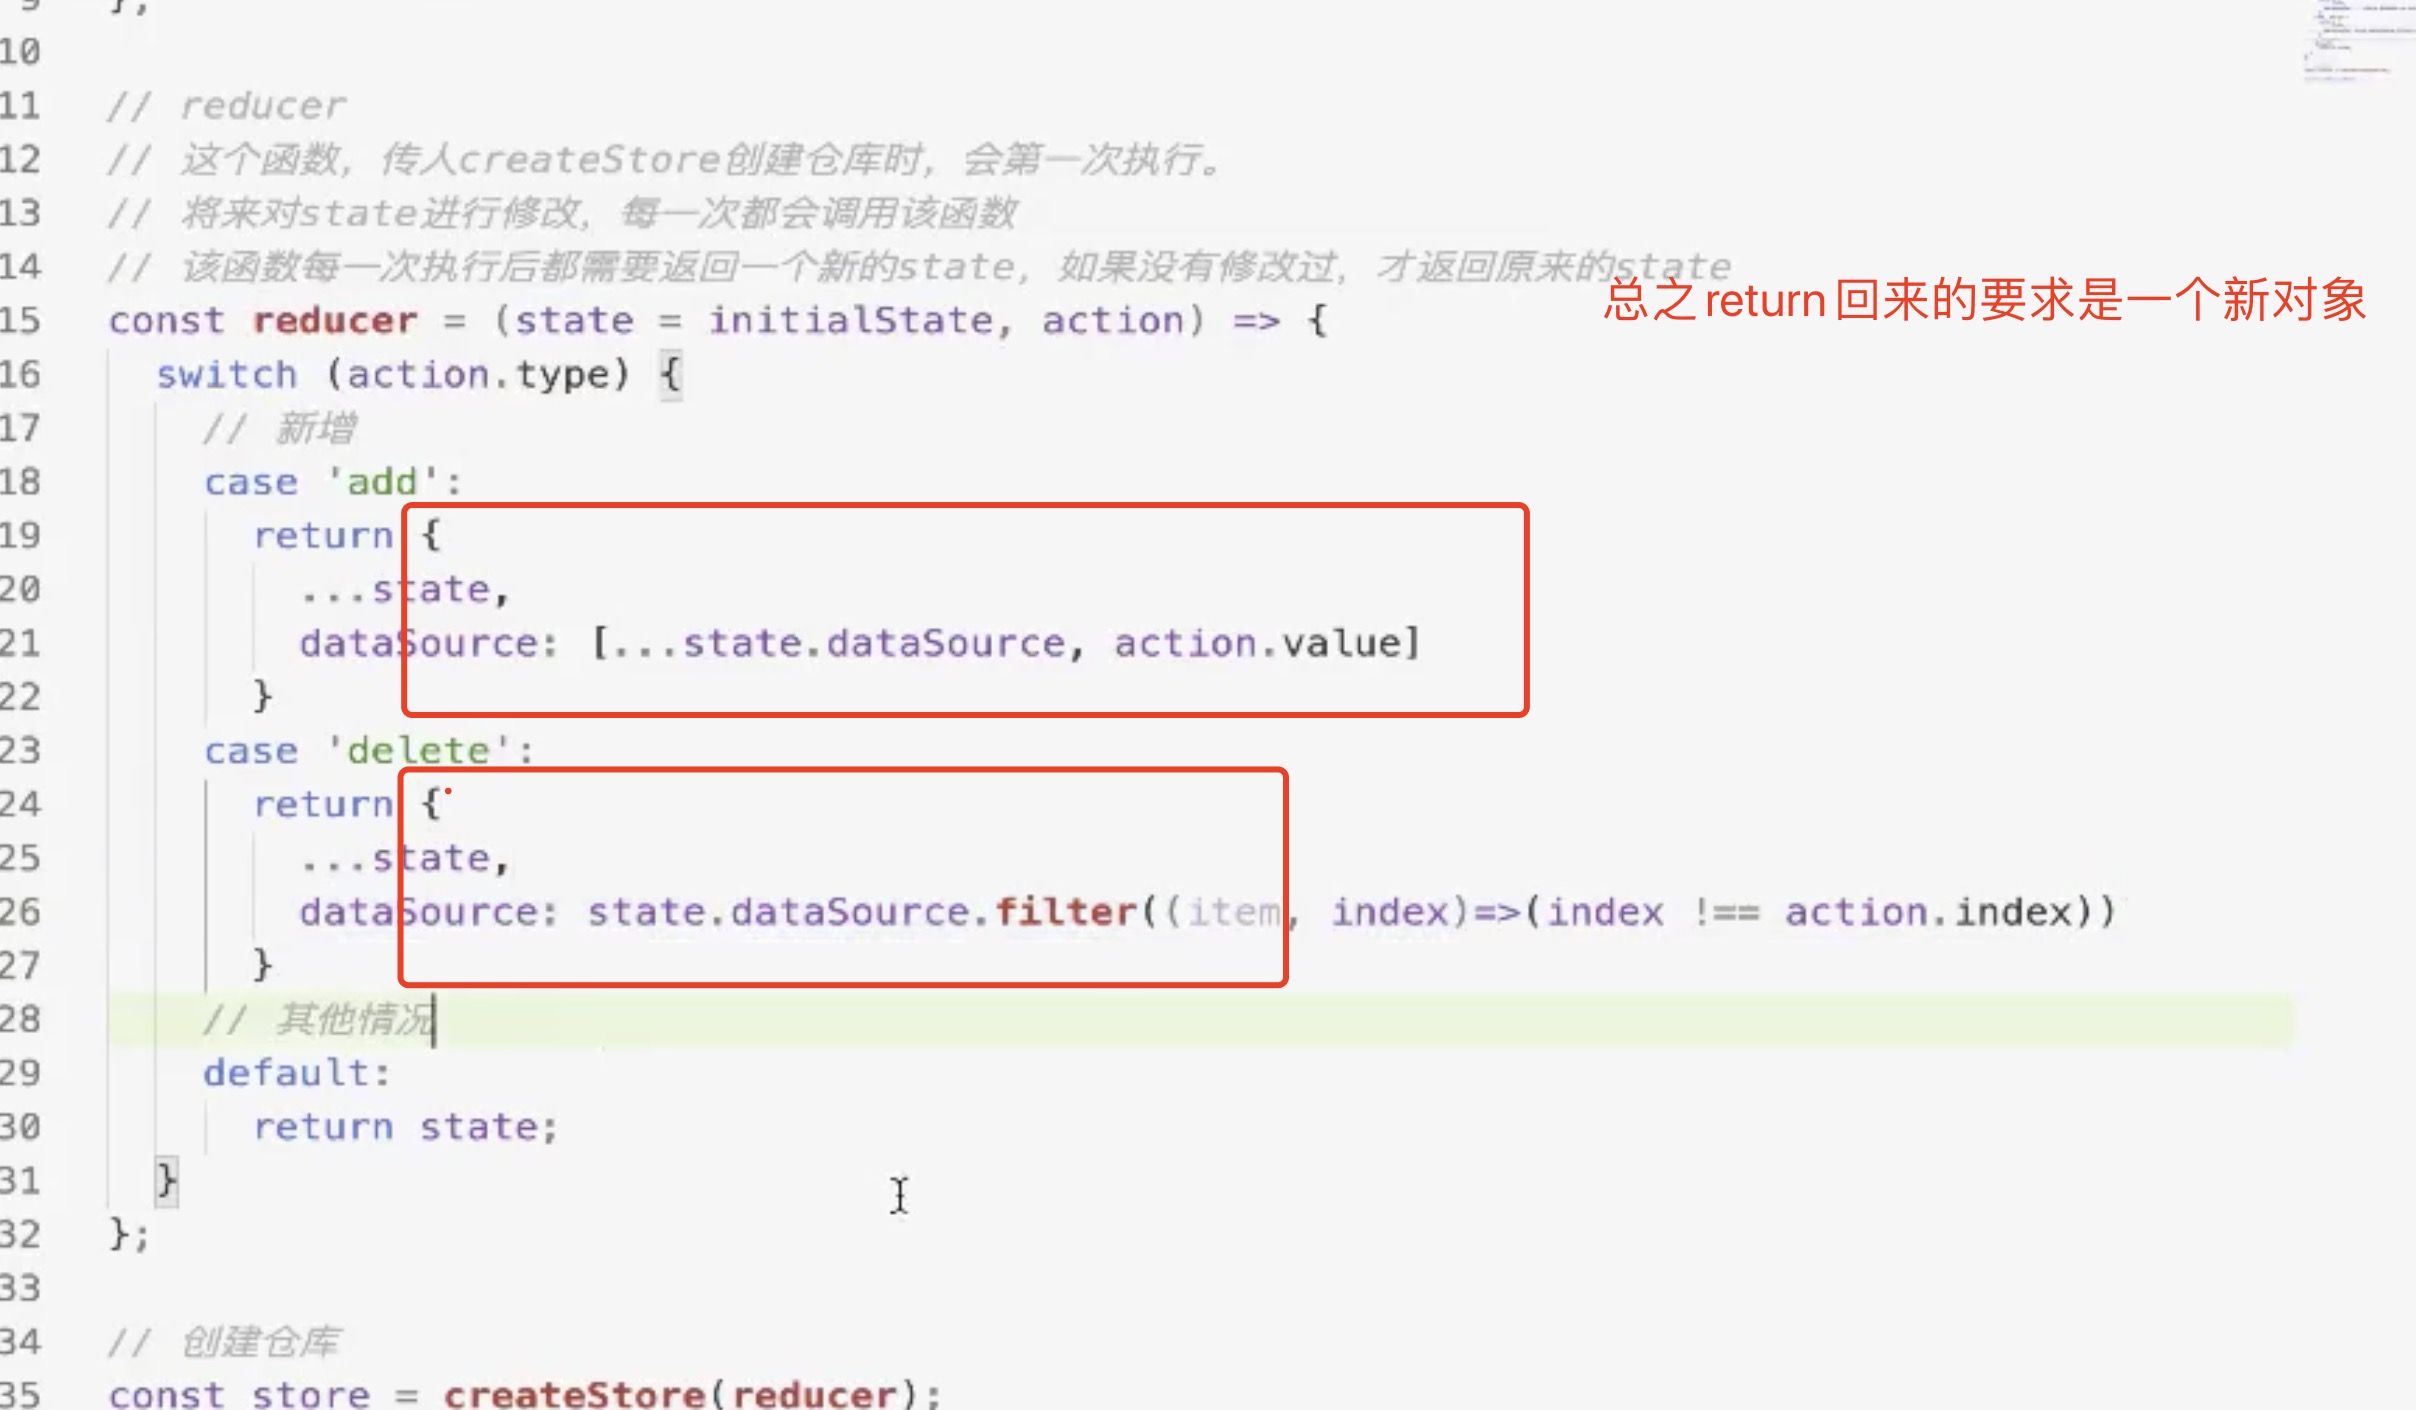 9 };
10
11 // reducer
12 // 这个函数，传人createStore创建仓库时，会第一次执行。
13 // 将来对state进行修改，每一次都会调用该函数
14 // 该函数每一次执行后都需要返回一个新的state，如果没有修改过，才返回原来的state
总之return回来的要求是一个新对象
15 const reducer = (state = initialState, action) => {
16 switch (action.type) {
17 // 新增
18 case 'add':
19 return {
20 ...state,
21 dataSource: [...state.dataSource, action.value]
22 }
23 case 'delete':
24 return {
25 ...state,
26 dataSource: state.dataSource.filter((item, index)=>(index !== action.index))
27 }
28 // 其他情况
29 default:
30 return state;
31 }
32 };
33
34 // 创建仓库
35 const store = createStore(reducer);